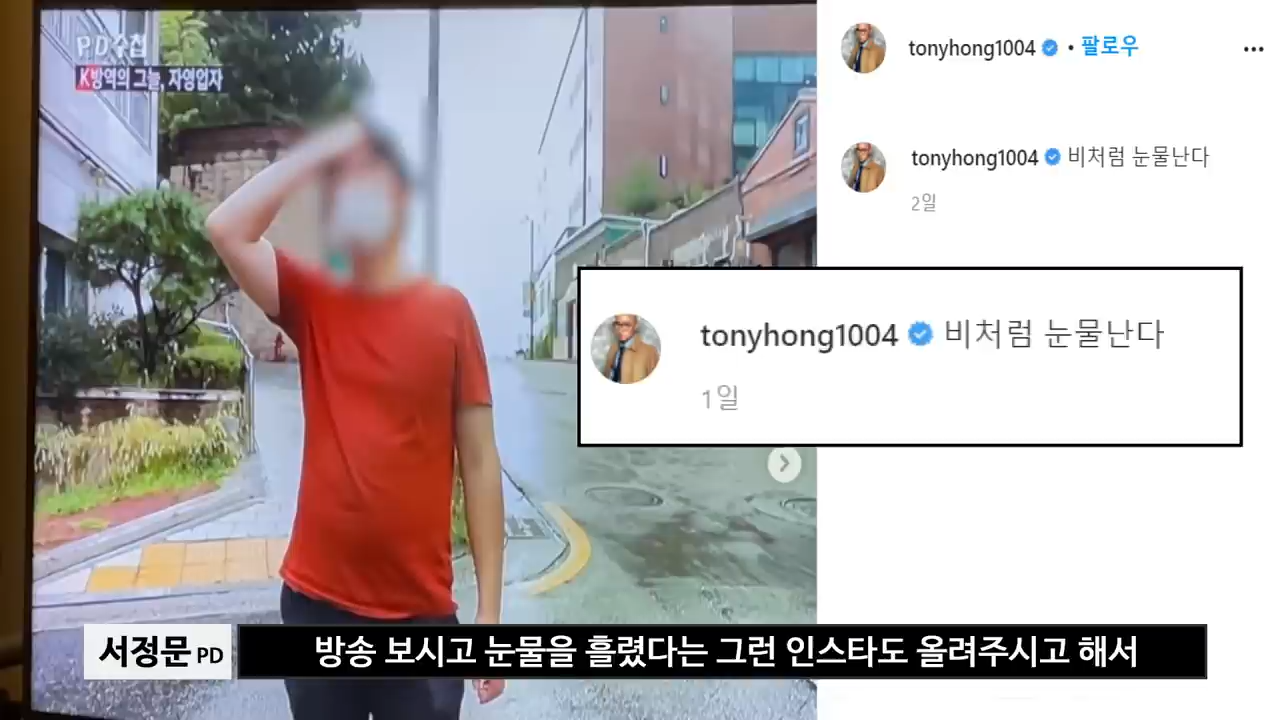 PD수첩
K방역의 그늘, 자영업자
tonyhong1004 • 팔로우
tonyhong1004 비처럼 눈물난다
2일
tonyhong1004 비처럼 눈물난다
1일
서정문 PD
방송 보시고 눈물을 흘렸다는 그런 인스타도 올려주시고 해서